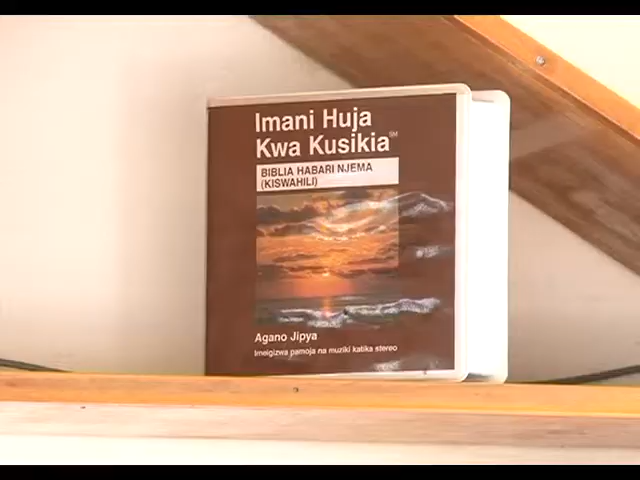 Imani Huja
Kwa Kusikia℠
BIBLIA HABARI NJEMA
(KISWAHILI)
Agano Jipya
Imeigizwa pamoja na muziki katika stereo